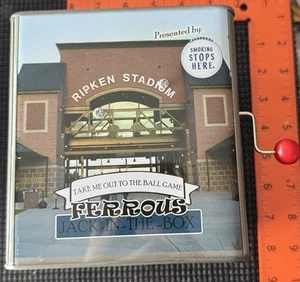 Presented by:
SMOKING
STOPS
HERE.
RIPKEN STADIUM
TAKE ME OUT TO THE BALL GAME
FERROUS
JACK-IN-THE-BOX